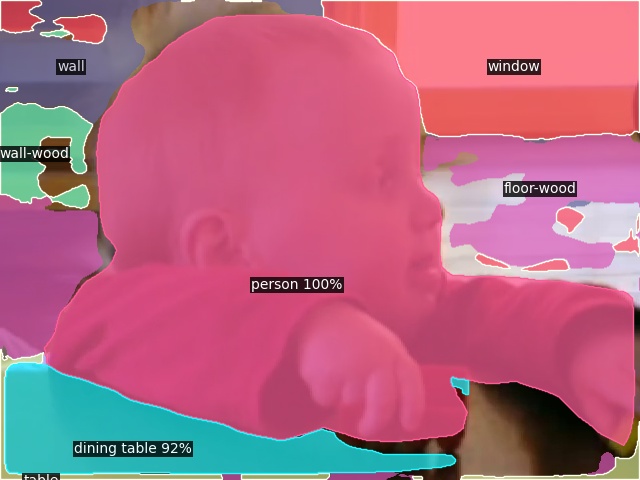 wall
window
wall-wood
floor-wood
person 100%
dining table 92%
table